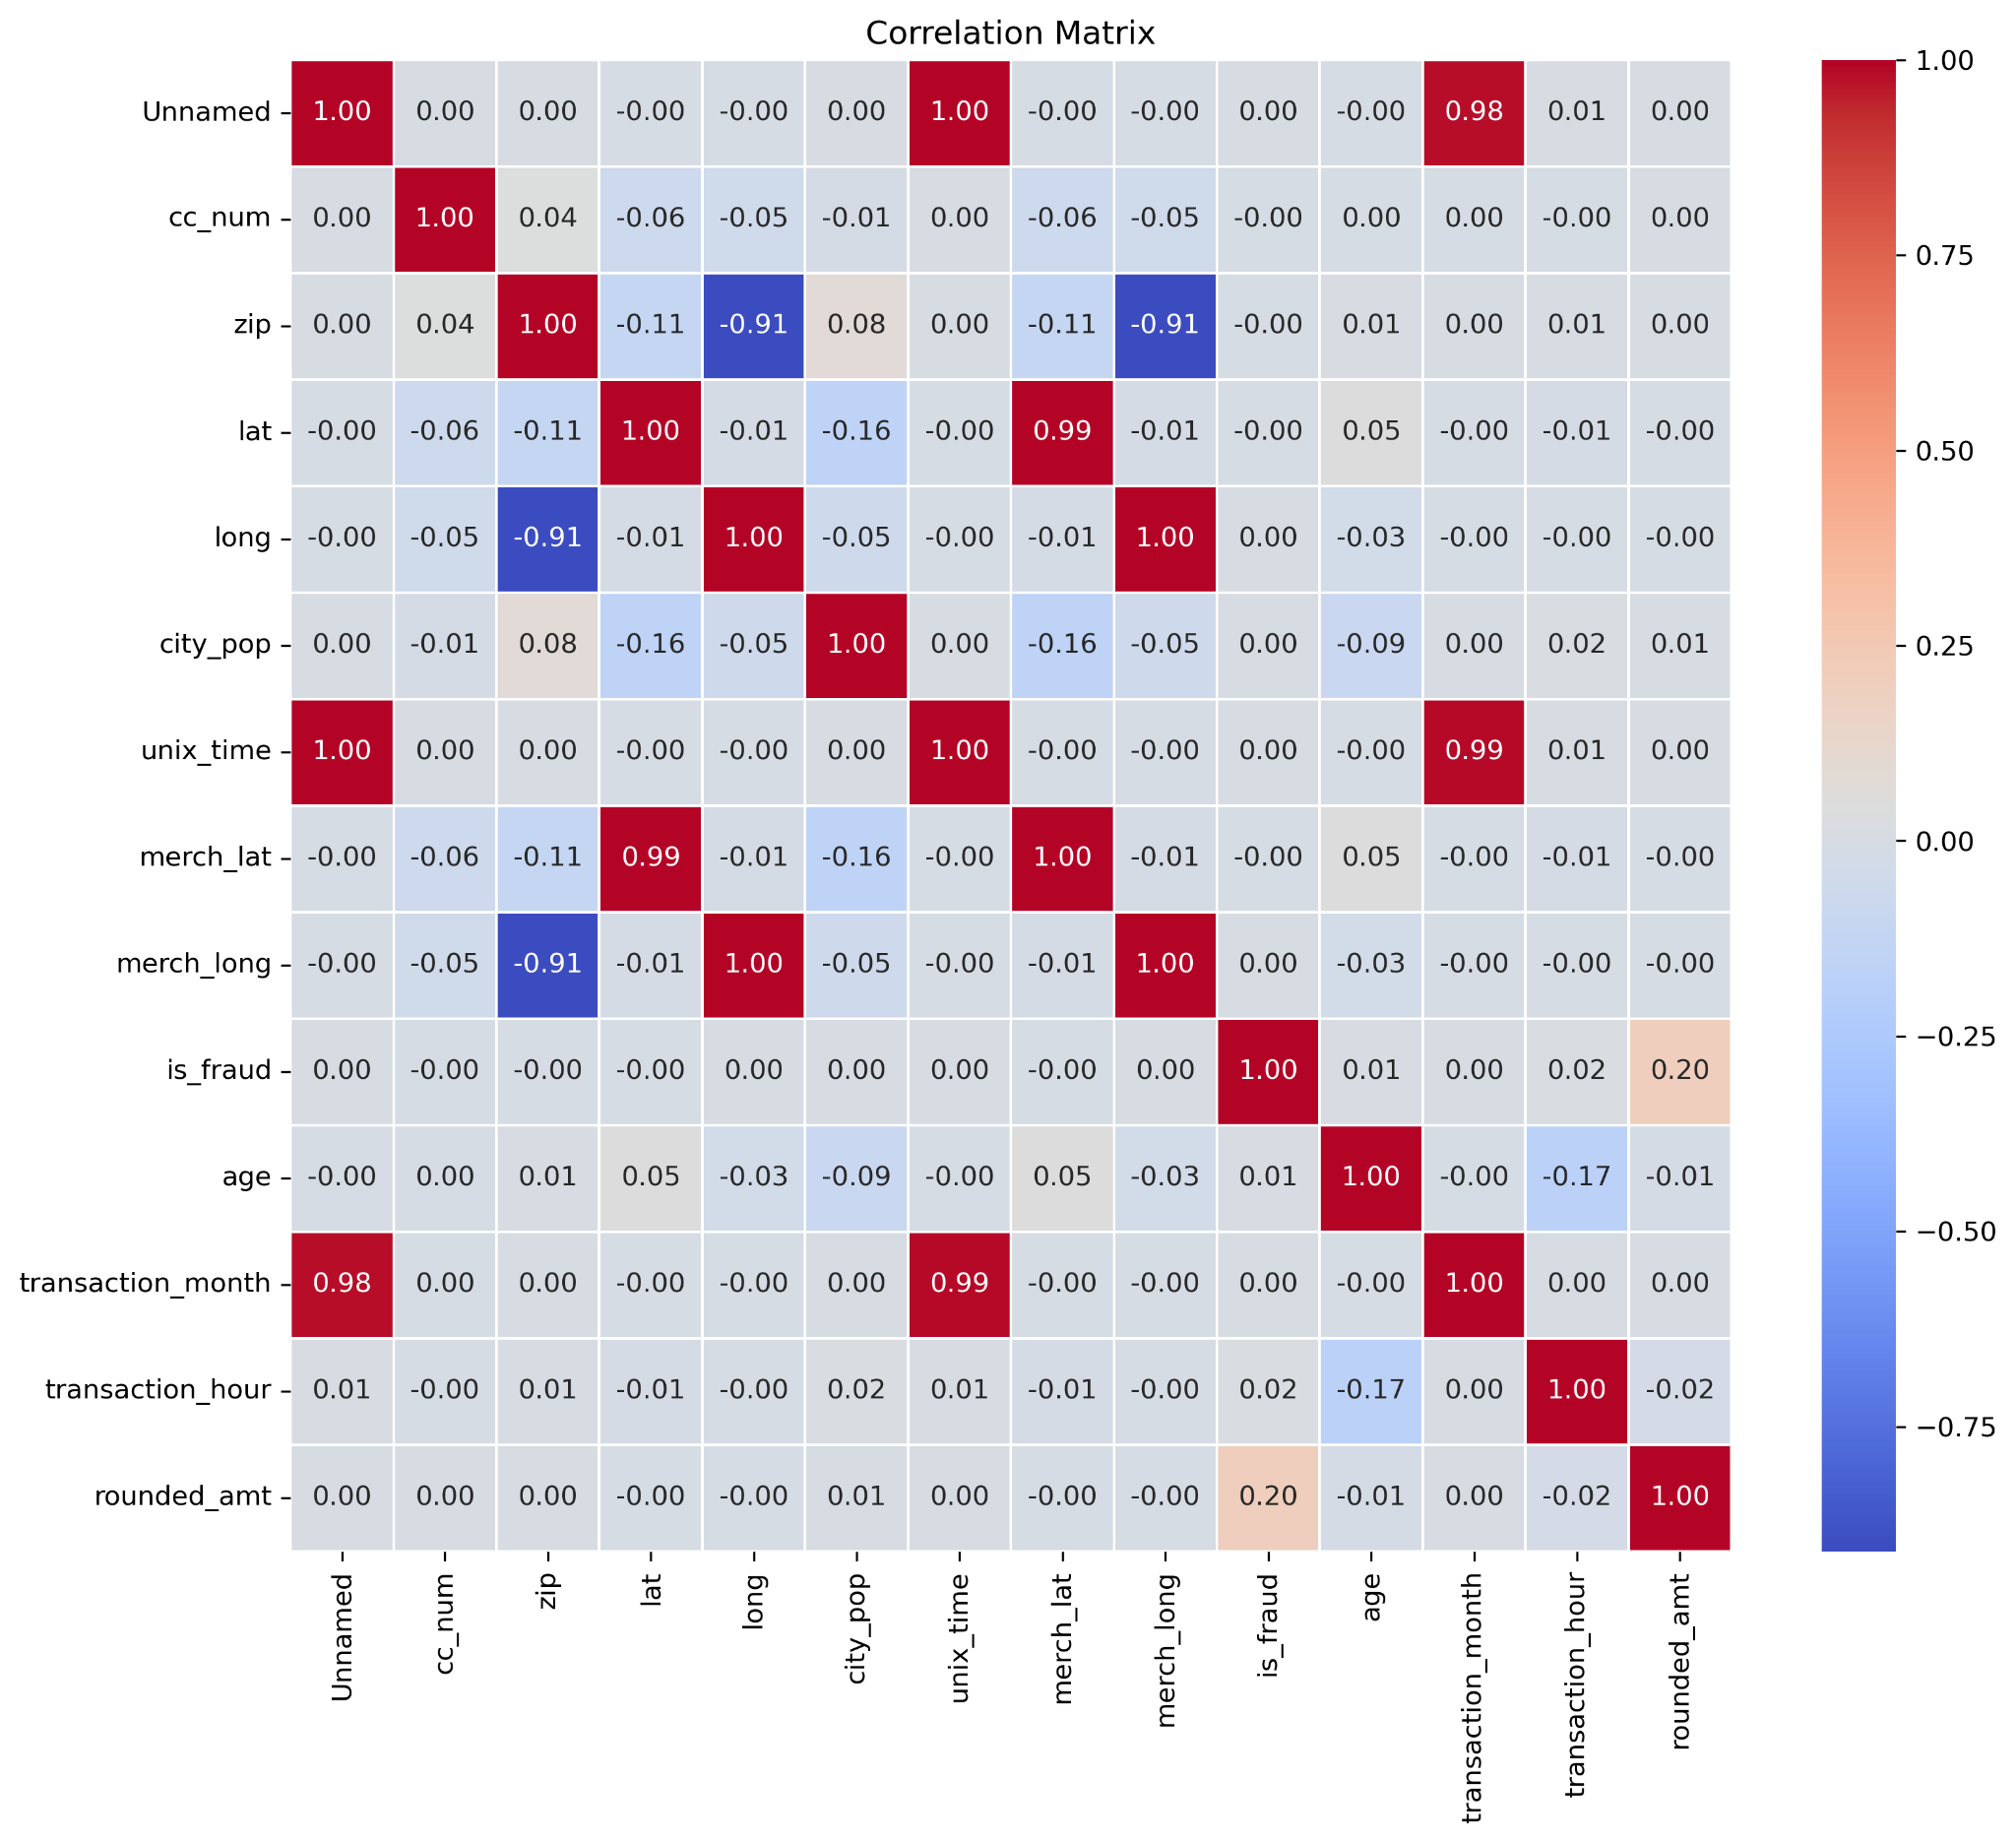 Correlation Matrix
Unnamed 1.00 0.00 0.00 -0.00 -0.00 0.00 1.00 -0.00 -0.00 0.00 -0.00 0.98 0.01 0.00
cc_num 0.00 1.00 0.04 -0.06 -0.05 -0.01 0.00 -0.06 -0.05 -0.00 0.00 0.00 -0.00 0.00
zip 0.00 0.04 1.00 -0.11 -0.91 0.08 0.00 -0.11 -0.91 -0.00 0.01 0.00 0.01 0.00
lat -0.00 -0.06 -0.11 1.00 -0.01 -0.16 -0.00 0.99 -0.01 -0.00 0.05 -0.00 -0.01 -0.00
long -0.00 -0.05 -0.91 -0.01 1.00 -0.05 -0.00 -0.01 1.00 0.00 -0.03 -0.00 -0.00 -0.00
city_pop 0.00 -0.01 0.08 -0.16 -0.05 1.00 0.00 -0.16 -0.05 0.00 -0.09 0.00 0.02 0.01
unix_time 1.00 0.00 0.00 -0.00 -0.00 0.00 1.00 -0.00 -0.00 0.00 -0.00 0.99 0.01 0.00
merch_lat -0.00 -0.06 -0.11 0.99 -0.01 -0.16 -0.00 1.00 -0.01 -0.00 0.05 -0.00 -0.01 -0.00
merch_long -0.00 -0.05 -0.91 -0.01 1.00 -0.05 -0.00 -0.01 1.00 0.00 -0.03 -0.00 -0.00 -0.00
is_fraud 0.00 -0.00 -0.00 -0.00 0.00 0.00 0.00 -0.00 0.00 1.00 0.01 0.00 0.02 0.20
age -0.00 0.00 0.01 0.05 -0.03 -0.09 -0.00 0.05 -0.03 0.01 1.00 -0.00 -0.17 -0.01
transaction_month 0.98 0.00 0.00 -0.00 -0.00 0.00 0.99 -0.00 -0.00 0.00 -0.00 1.00 0.00 0.00
transaction_hour 0.01 -0.00 0.01 -0.01 -0.00 0.02 0.01 -0.01 -0.00 0.02 -0.17 0.00 1.00 -0.02
rounded_amt 0.00 0.00 0.00 -0.00 -0.00 0.01 0.00 -0.00 -0.00 0.20 -0.01 0.00 -0.02 1.00
Unnamed
cc_num
zip
lat
long
city_pop
unix_time
merch_lat
merch_long
is_fraud
age
transaction_month
transaction_hour
rounded_amt
1.00
0.75
0.50
0.25
0.00
−0.25
−0.50
−0.75